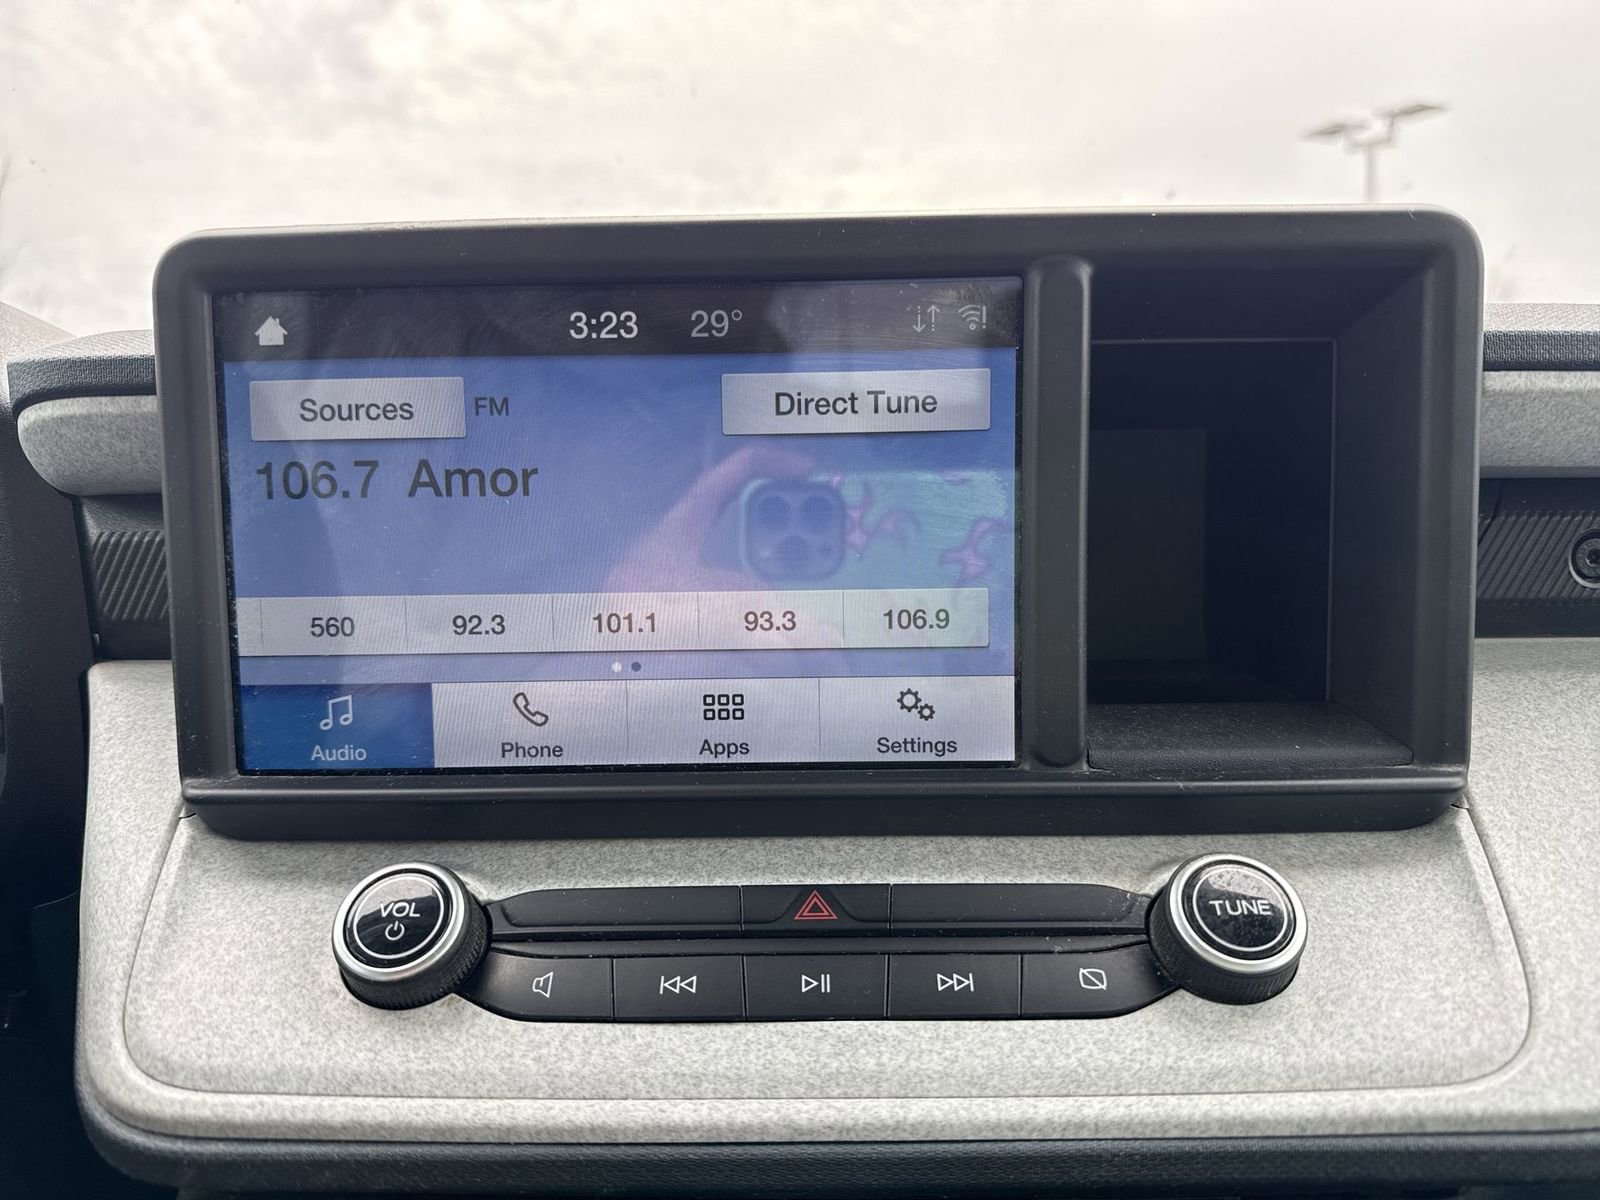 3:23 29°
Sources FM Direct Tune
106.7 Amor
560 92.3 101.1 93.3 106.9
Audio Phone Apps Settings
VOL TUNE